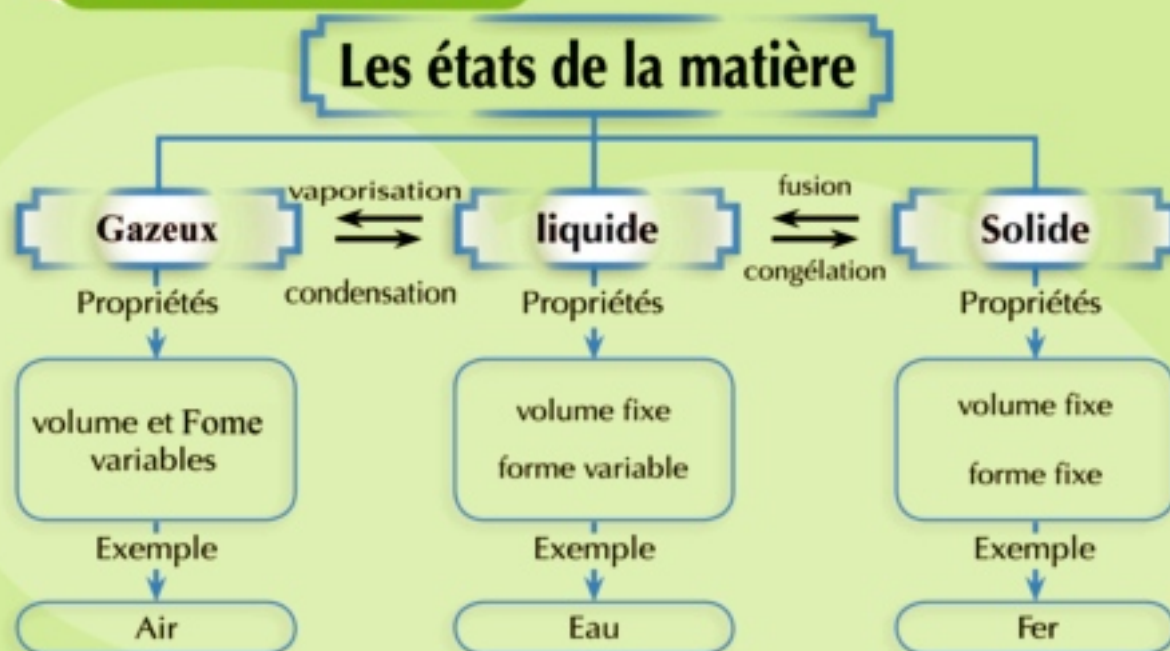 Les états de la matière
Gazeux
vaporisation
condensation
liquide
fusion
congélation
Solide
Propriétés
Propriétés
Propriétés
volume et Fome
variables
volume fixe
forme variable
volume fixe
forme fixe
Exemple
Exemple
Exemple
Air
Eau
Fer